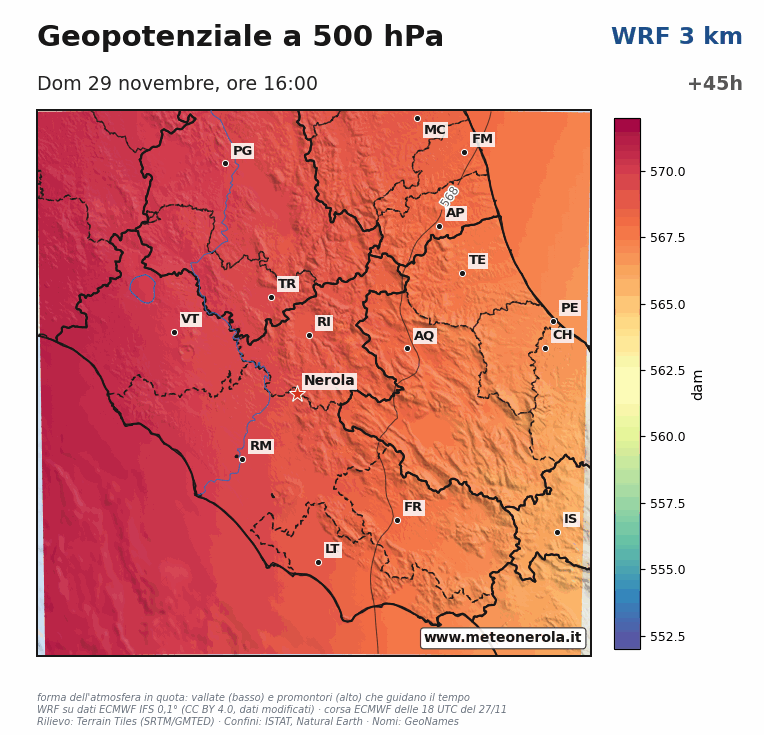 Geopotenziale a 500 hPa
WRF 3 km
Dom 29 novembre, ore 16:00
+45h
MC
FM
PG
568
AP
TE
TR
PE
VT
RI
CH
AQ
Nerola
RM
FR
IS
LT
www.meteonerola.it
570.0
567.5
565.0
562.5
560.0
557.5
555.0
552.5
dam
forma dell'atmosfera in quota: vallate (basso) e promontori (alto) che guidano il tempo
WRF su dati ECMWF IFS 0,1° (CC BY 4.0, dati modificati) · corsa ECMWF delle 18 UTC del 27/11
Rilievo: Terrain Tiles (SRTM/GMTED) · Confini: ISTAT, Natural Earth · Nomi: GeoNames